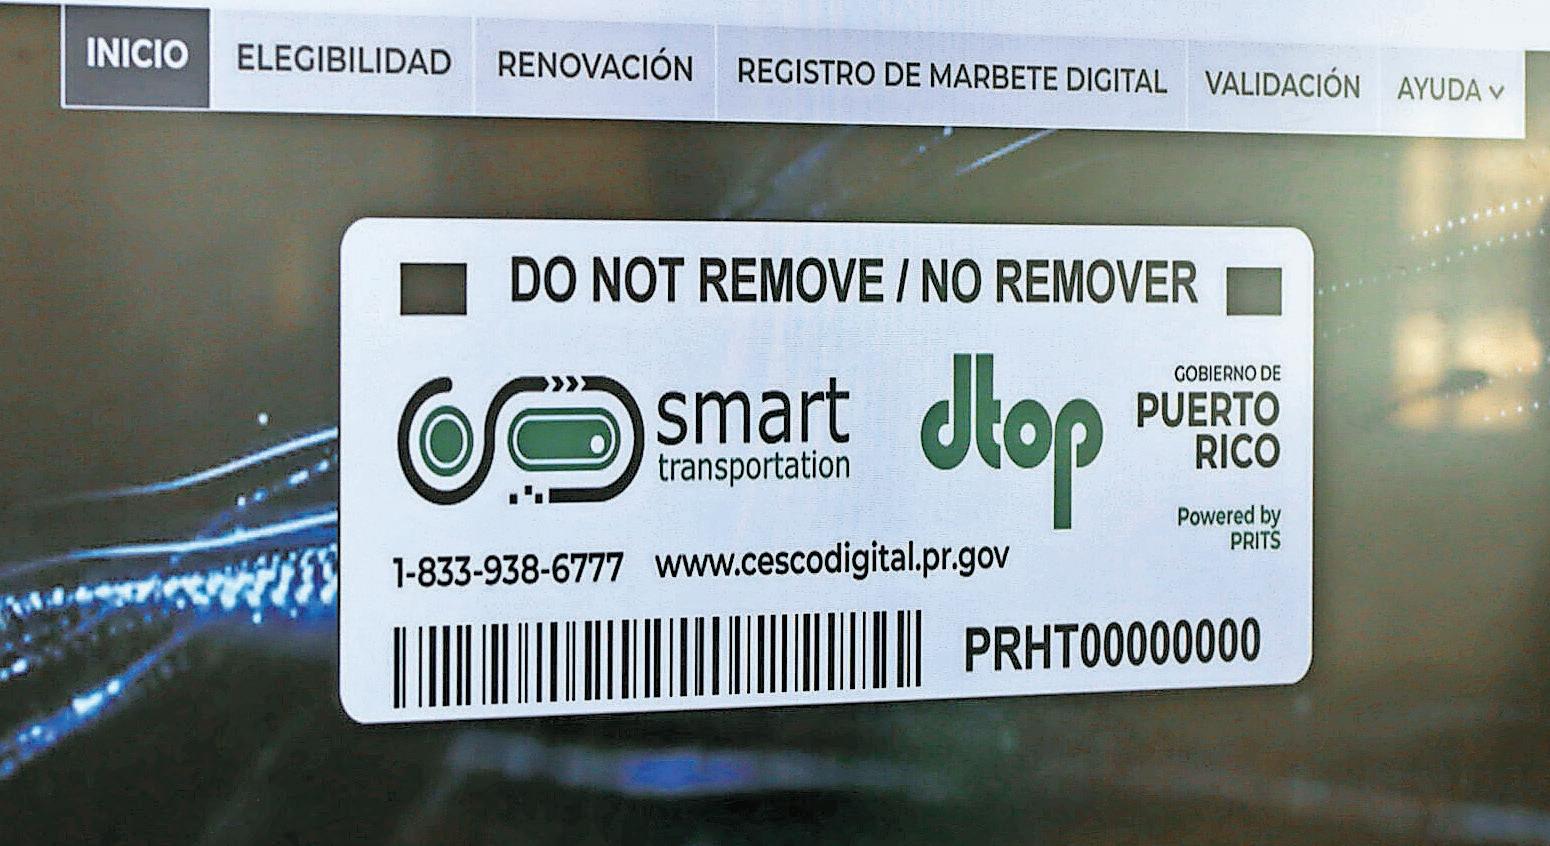 INICIO ELEGIBILIDAD RENOVACIÓN REGISTRO DE MARBETE DIGITAL VALIDACIÓN AYUDA
DO NOT REMOVE / NO REMOVER
smart
transportation
dtop
GOBIERNO DE
PUERTO
RICO
Powered by
PRITS
1-833-938-6777 www.cescodigital.pr.gov
PRHT00000000